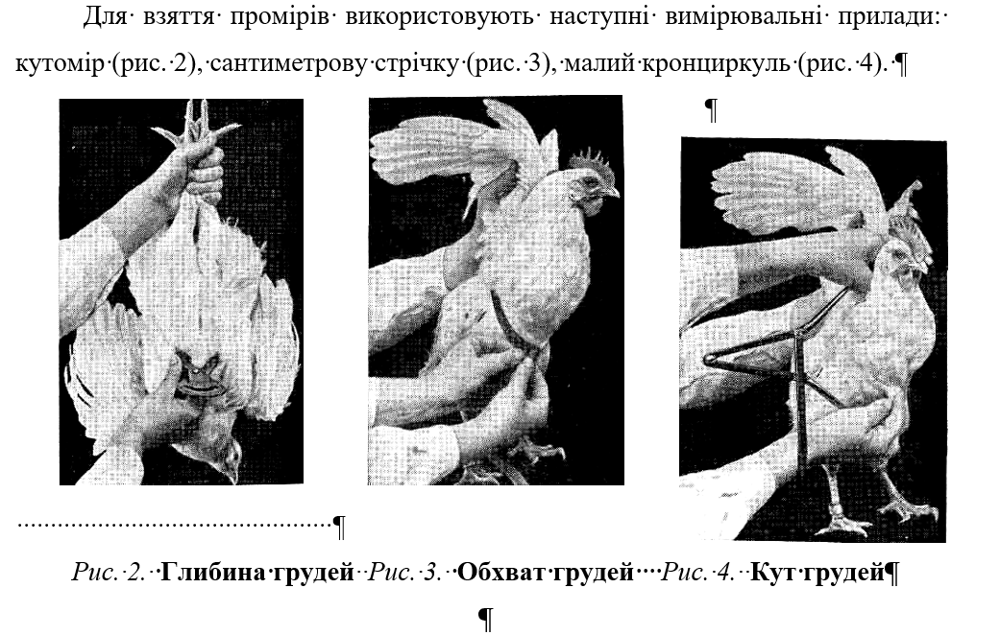 Для взяття промірів використовують наступні вимірювальні прилади:
кутомір (рис. 2), сантиметрову стрічку (рис. 3), малий кронциркуль (рис. 4). ¶
¶
¶
Рис. 2. Глибина грудей Рис. 3. Обхват грудей Рис. 4. Кут грудей¶
¶